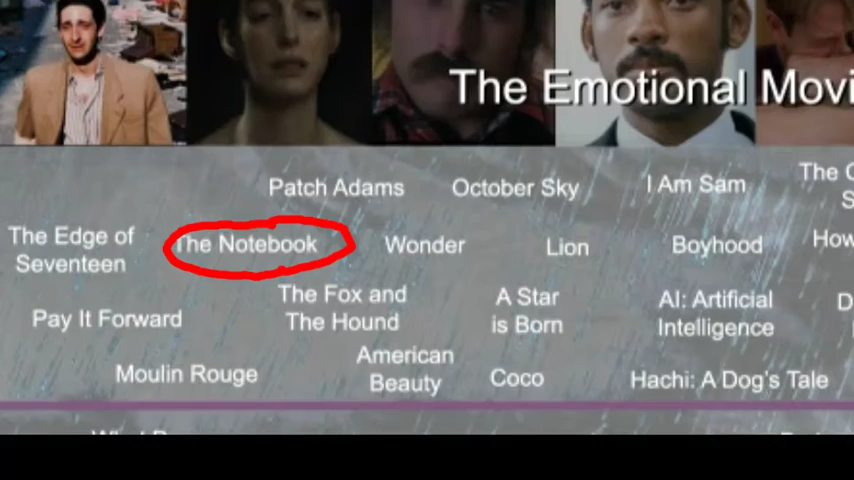 The Emotional
Patch Adams
October Sky
I Am Sam
The
The Edge of
Seventeen
The Notebook
Wonder
Lion
Boyhood
How
Pay It Forward
The Fox and
The Hound
A Star
is Born
AI: Artificial
Intelligence
Moulin Rouge
American
Beauty
Coco
Hachi: A Dog's Tale